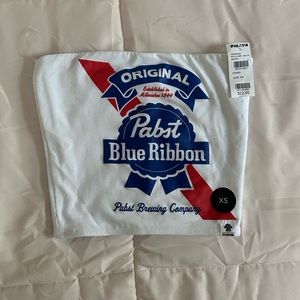 ORIGINAL
Established in
Milwaukee 1844
Pabst
Blue Ribbon
Pabst Brewing Company
XS